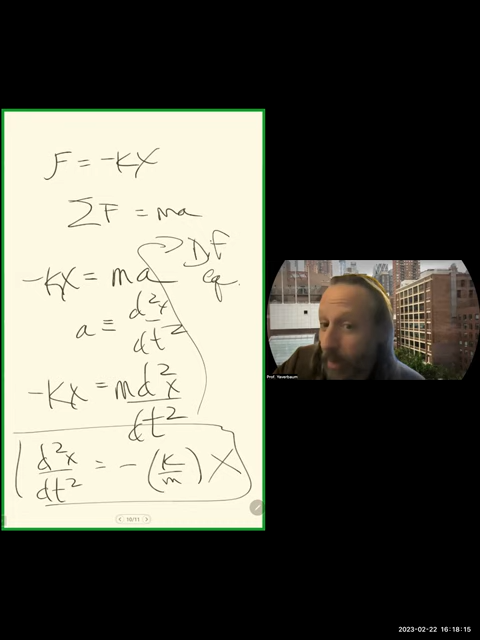 F = -KX
ΣF = ma
-KX = ma
Dif eq.
a ≡ d²x/dt²
-Kx = m d²x/dt²
d²x/dt² = -(K/m) X
10/11
Prof. Yaverbaum
2023-02-22 16:18:15